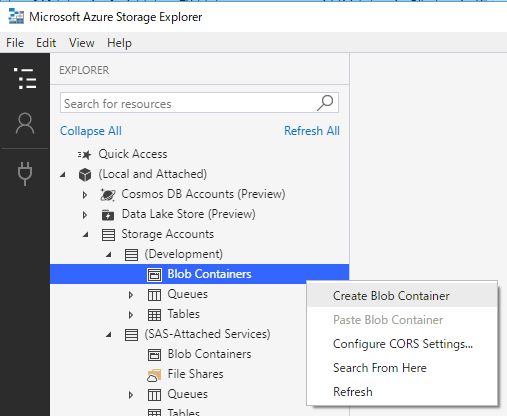 Microsoft Azure Storage Explorer
File Edit View Help
EXPLORER
Search for resources
Collapse All Refresh All
Quick Access
(Local and Attached)
Cosmos DB Accounts (Preview)
Data Lake Store (Preview)
Storage Accounts
(Development)
Blob Containers
Queues
Tables
(SAS-Attached Services)
Blob Containers
File Shares
Queues
Tables
Create Blob Container
Paste Blob Container
Configure CORS Settings...
Search From Here
Refresh